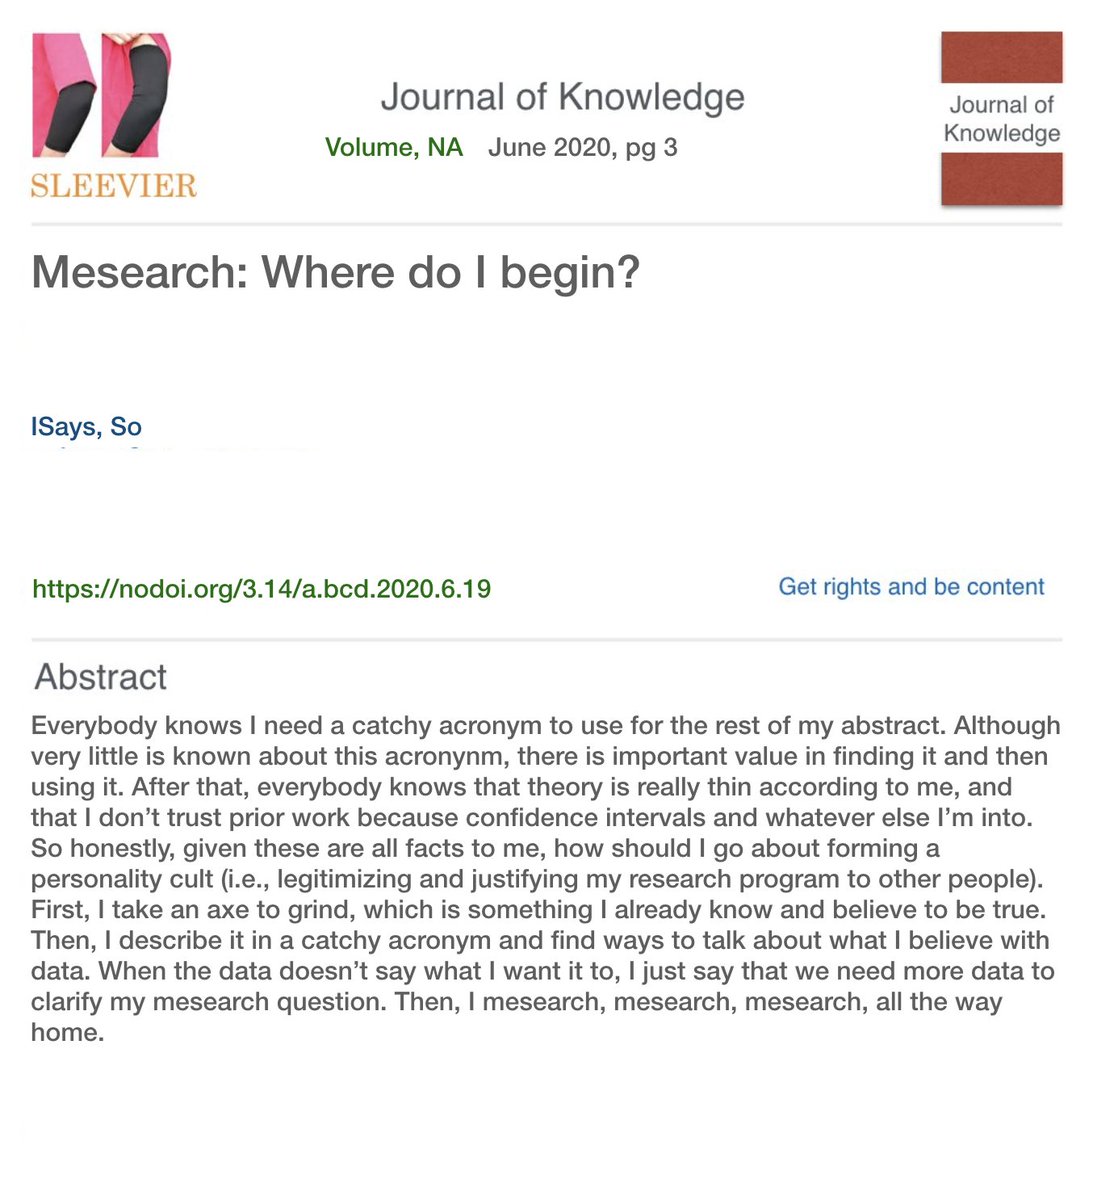 Journal of Knowledge
Volume, NA June 2020, pg 3
Journal of
Knowledge
SLEEVIER
Mesearch: Where do I begin?
ISays, So
https://nodoi.org/3.14/a.bcd.2020.6.19
Get rights and be content
Abstract
Everybody knows I need a catchy acronym to use for the rest of my abstract. Although
very little is known about this acronynm, there is important value in finding it and then
using it. After that, everybody knows that theory is really thin according to me, and
that I don’t trust prior work because confidence intervals and whatever else I’m into.
So honestly, given these are all facts to me, how should I go about forming a
personality cult (i.e., legitimizing and justifying my research program to other people).
First, I take an axe to grind, which is something I already know and believe to be true.
Then, I describe it in a catchy acronym and find ways to talk about what I believe with
data. When the data doesn’t say what I want it to, I just say that we need more data to
clarify my mesearch question. Then, I mesearch, mesearch, mesearch, all the way
home.